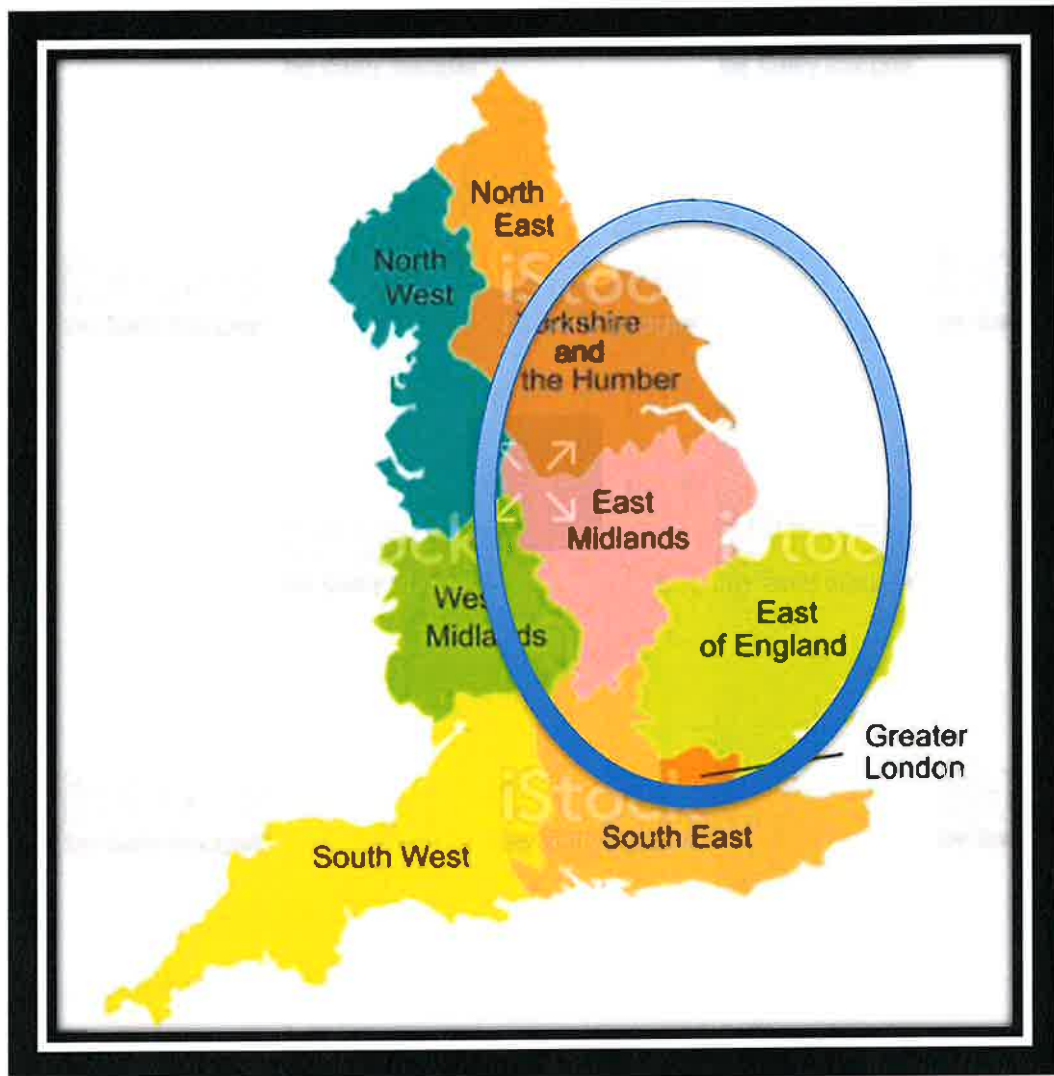 North
East
North
West
iStock
Yorkshire
and
the Humber
East
Midlands
iStock
West
Midlands
East
of England
Greater
London
iStock
South East
South West